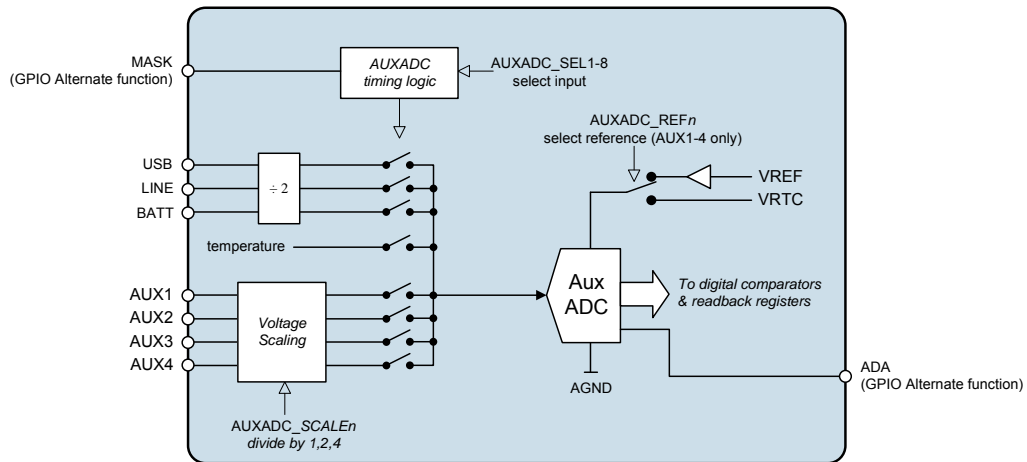 MASK
(GPIO Alternate function)
AUXADC
timing logic
AUXADC_SEL1-8
select input
AUXADC_REFn
select reference (AUX1-4 only)
USB
LINE
BATT
÷ 2
VREF
VRTC
temperature
AUX1
AUX2
AUX3
AUX4
Voltage
Scaling
Aux
ADC
To digital comparators
& readback registers
AGND
ADA
(GPIO Alternate function)
AUXADC_SCALEn
divide by 1,2,4